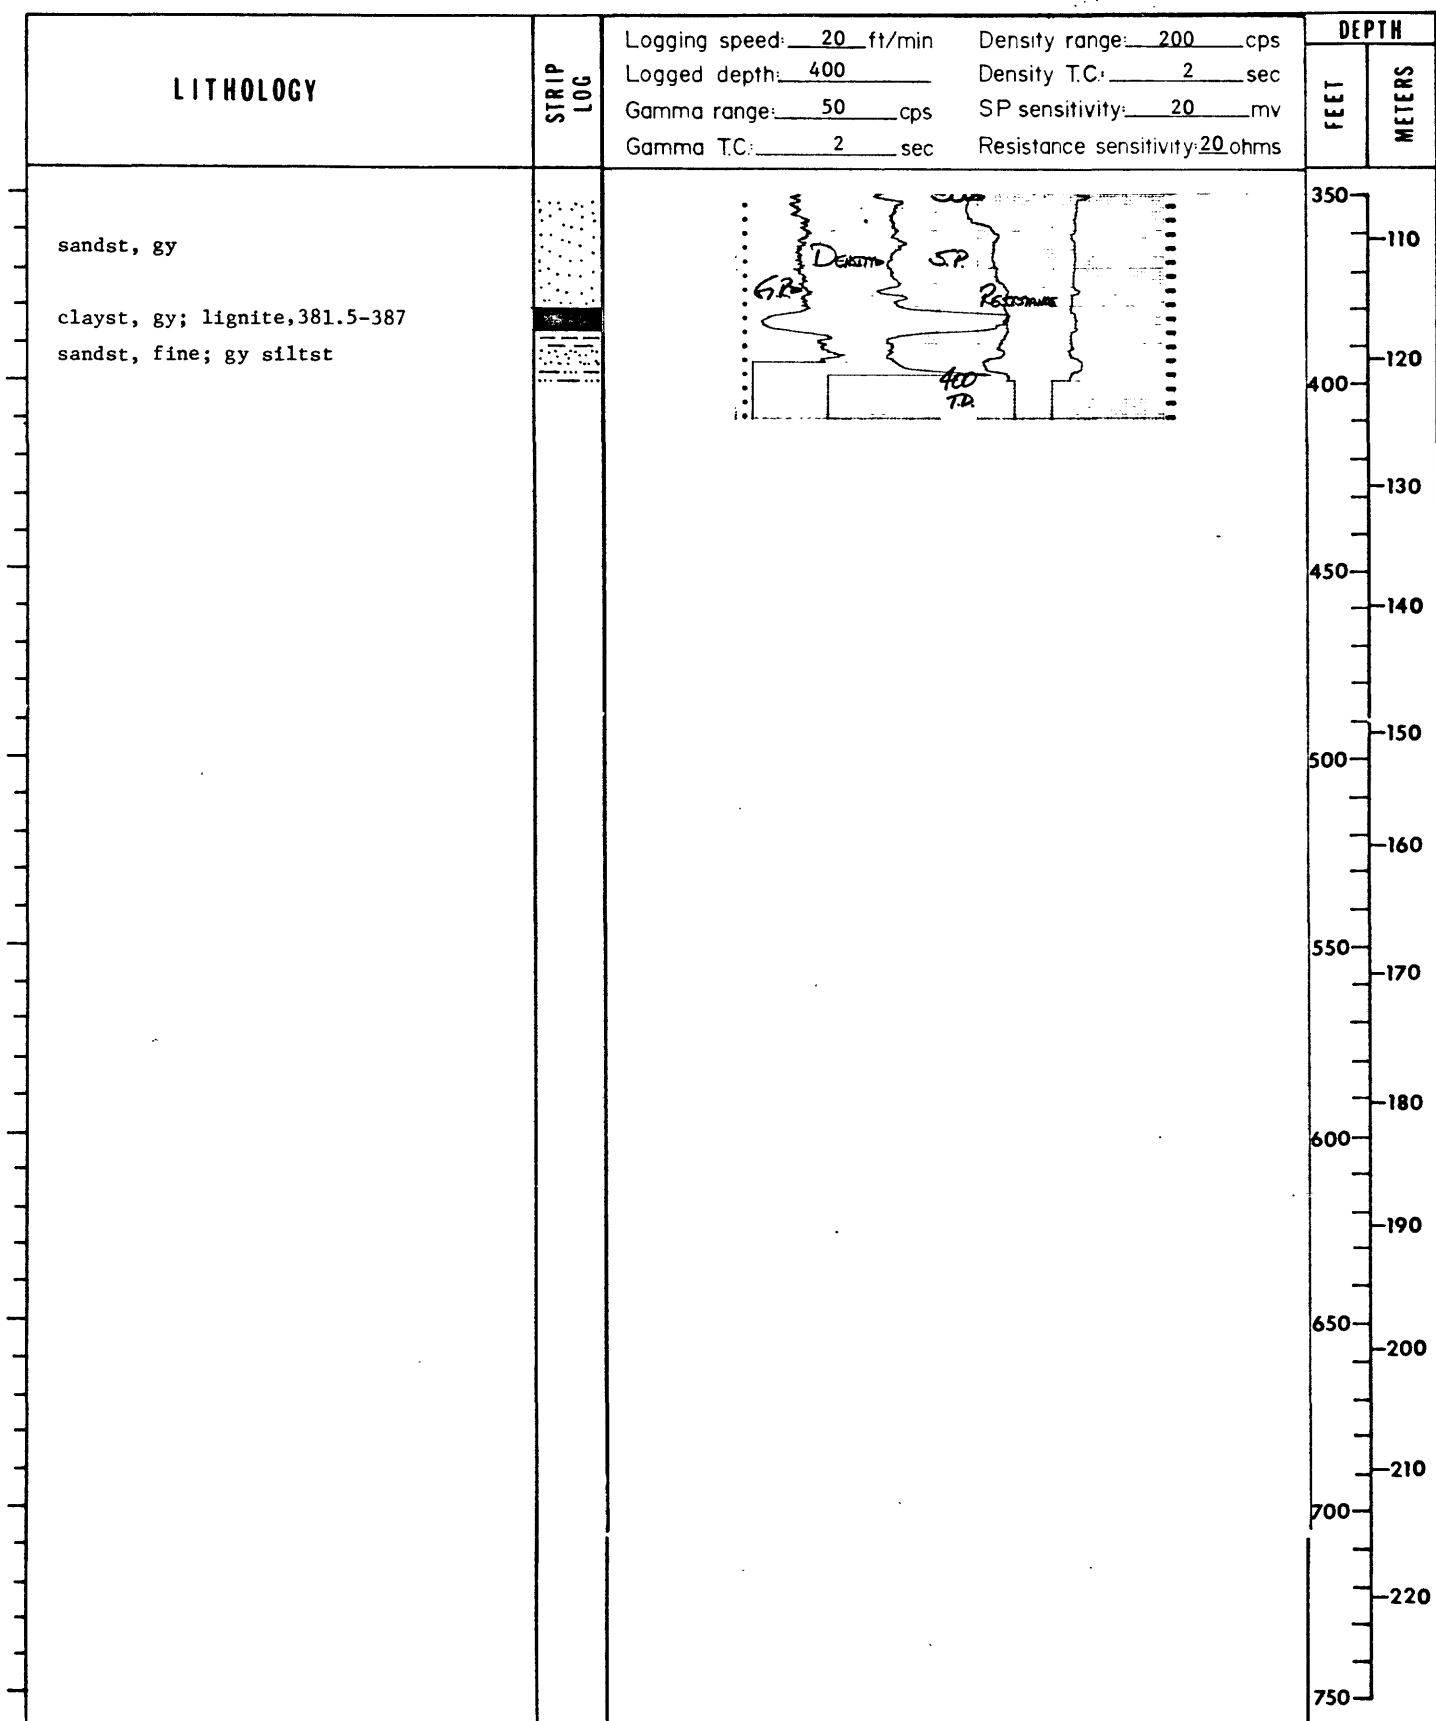 LITHOLOGY
STRIP LOG
Logging speed: 20 ft/min
Density range: 200 cps
Logged depth: 400
Density T.C.: 2 sec
Gamma range: 50 cps
SP sensitivity: 20 mv
Gamma T.C.: 2 sec
Resistance sensitivity: 20 ohms
DEPTH
FEET
METERS
sandst, gy
clayst, gy; lignite,381.5-387
sandst, fine; gy siltst
Density
S.P.
G.R.
Resistance
400
T.D.
350
-110
-120
400
-130
450
-140
-150
500
-160
550
-170
-180
600
-190
650
-200
-210
700
-220
750